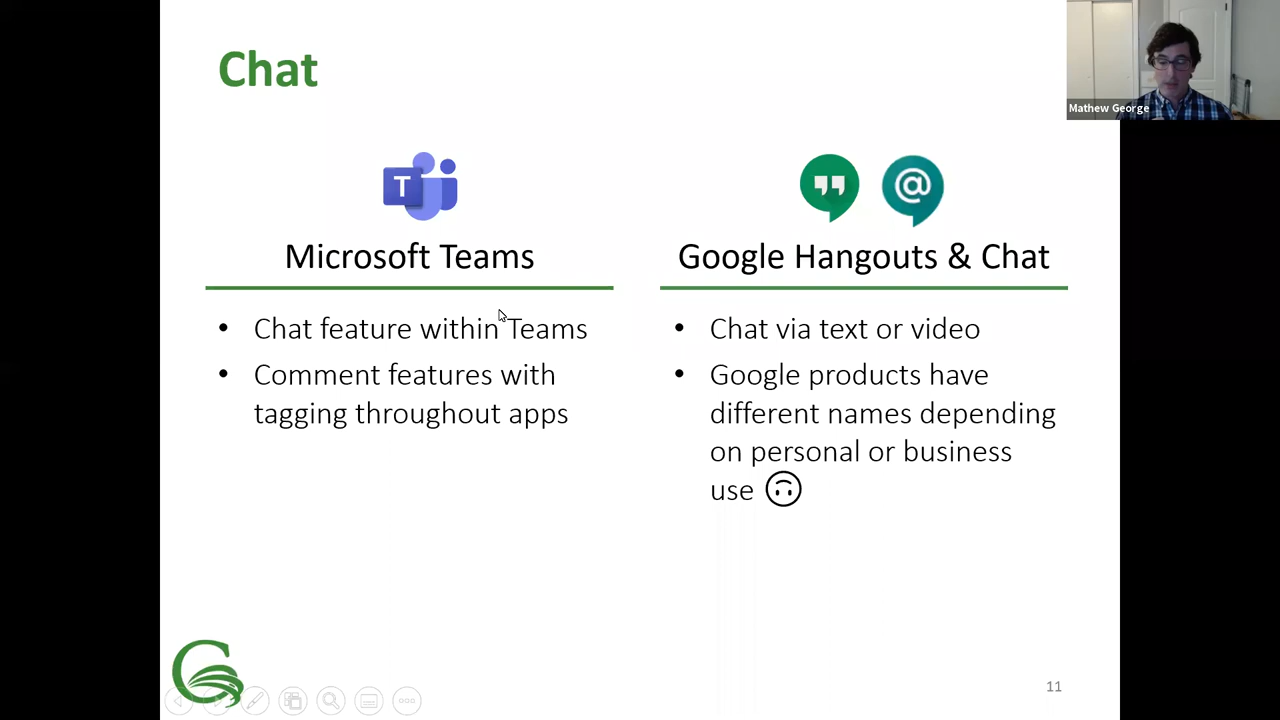 Chat
Mathew George
T
Microsoft Teams
• Chat feature within Teams
• Comment features with
tagging throughout apps
@
Google Hangouts & Chat
• Chat via text or video
• Google products have
different names depending
on personal or business
use 🙃
11